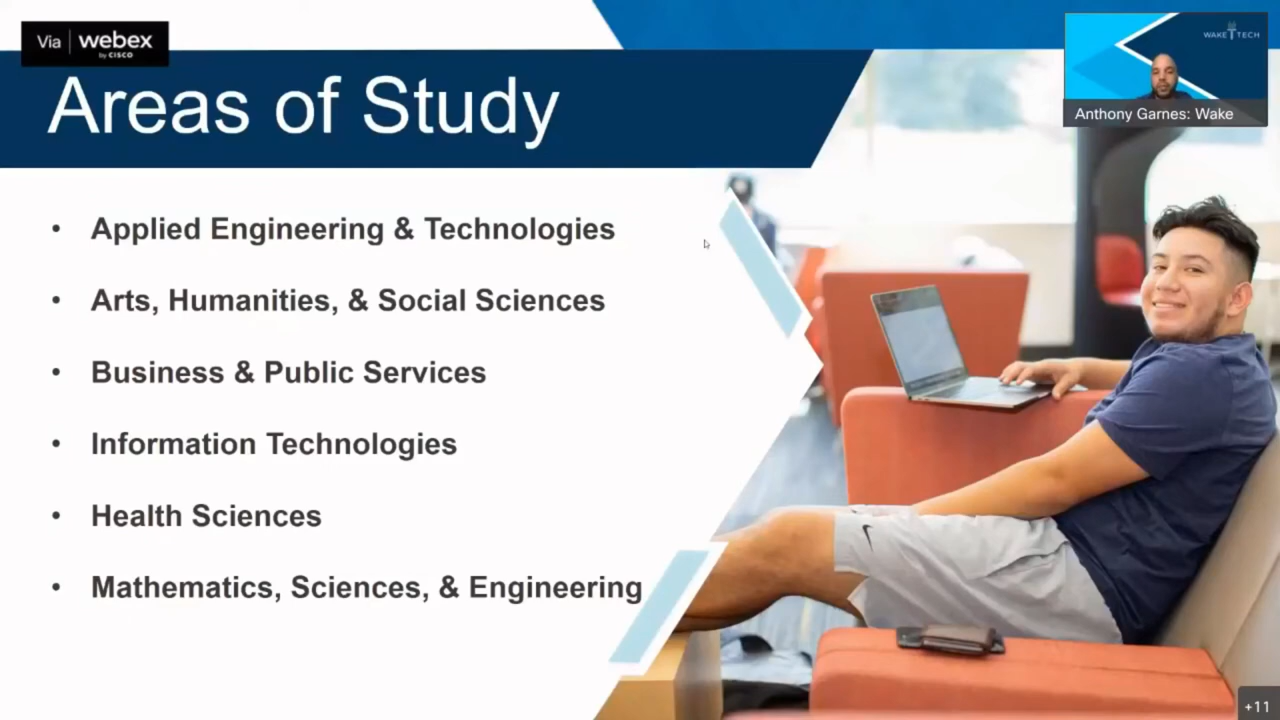 Via | webex
by CISCO
WAKE TECH
Anthony Garnes: Wake
Areas of Study
• Applied Engineering & Technologies
• Arts, Humanities, & Social Sciences
• Business & Public Services
• Information Technologies
• Health Sciences
• Mathematics, Sciences, & Engineering
+11